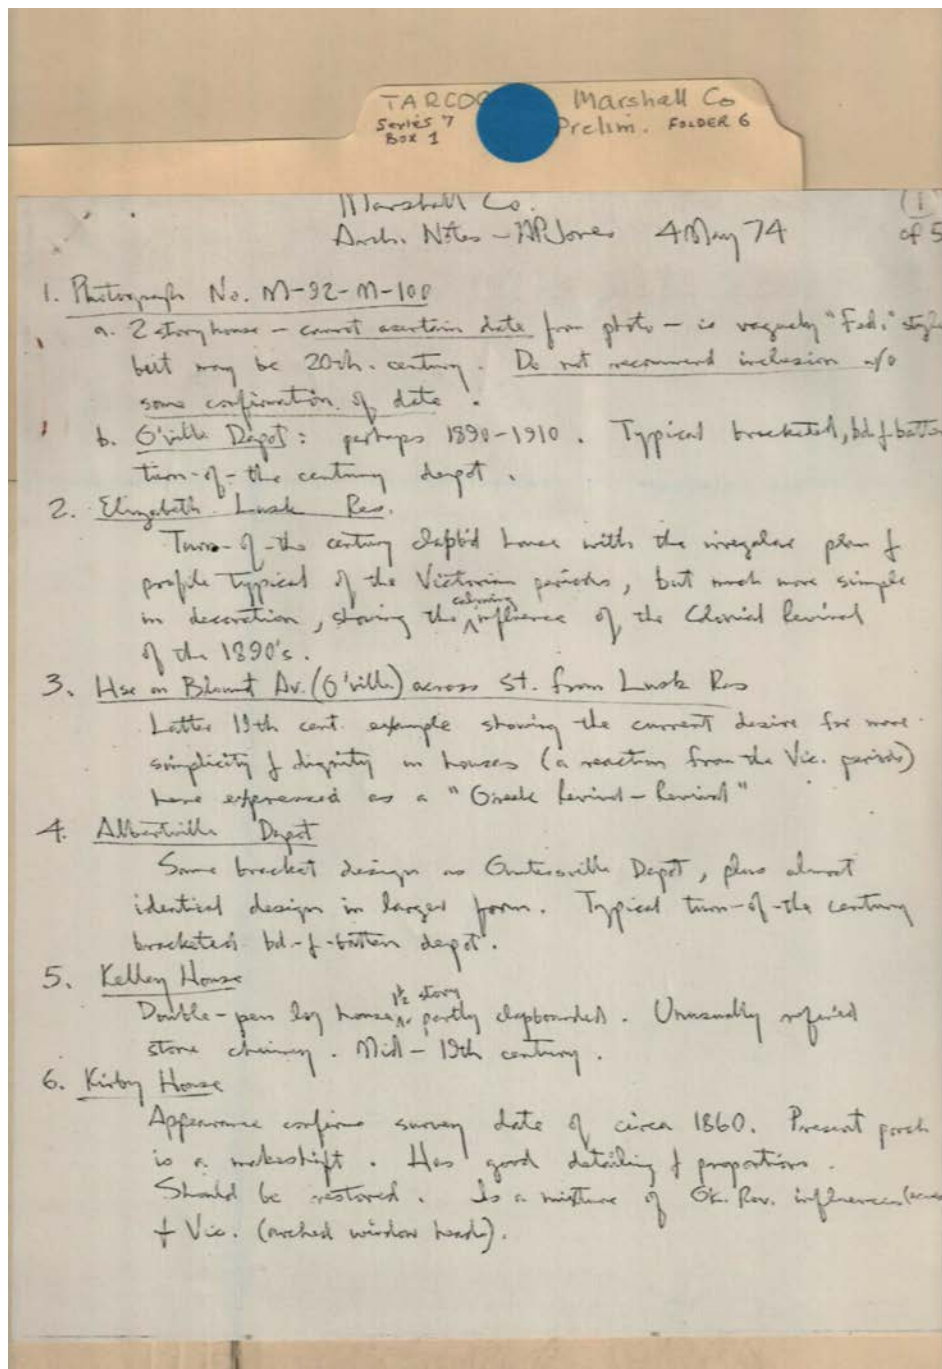 TARCOG Marshall Co
Series 7 Prelim. FOLDER 6
Box 1
Marshall Co.
Arch. Notes - HPJones 4 May 74
1 of 5
1. Photograph No. M-92-M-100
a. 2 story house - cannot ascertain date from photo - is vaguely "Fed." style
but may be 20th. century. Do not recommend inclusion w/o
some confirmation of date.
b. G'ville Depot: perhaps 1890-1910. Typical bracketed, bd-&-batten
turn-of-the century depot.
2. Elizabeth Lusk Res.
Turn-of-the century clapb'd house with the irregular plan &
profile typical of the Victorian periods, but much more simple
in decoration, showing the calming influence of the Colonial Revival
of the 1890's.
3. Hse on Blount Av. (G'ville) across St. from Lusk Res
Latter 19th cent. example showing the current desire for more
simplicity & dignity in houses (a reaction from the Vic. periods)
here expressed as a "Greek Revival-Revival"
4. Albertville Depot
Same bracket design as Guntersville Depot, plus almost
identical design in larger form. Typical turn-of-the century
bracketed bd-&-batten depot.
5. Kelley House
Double-pen log house, 1½ story partly clapboarded. Unusually refined
stone chimney. Mid-19th century.
6. Kirby House
Appearance confirms survey date of circa 1860. Present porch
is a makeshift. Has good detailing & proportions.
Should be restored. Is a mixture of Gk. Rev. influences
+ Vic. (arched window heads).